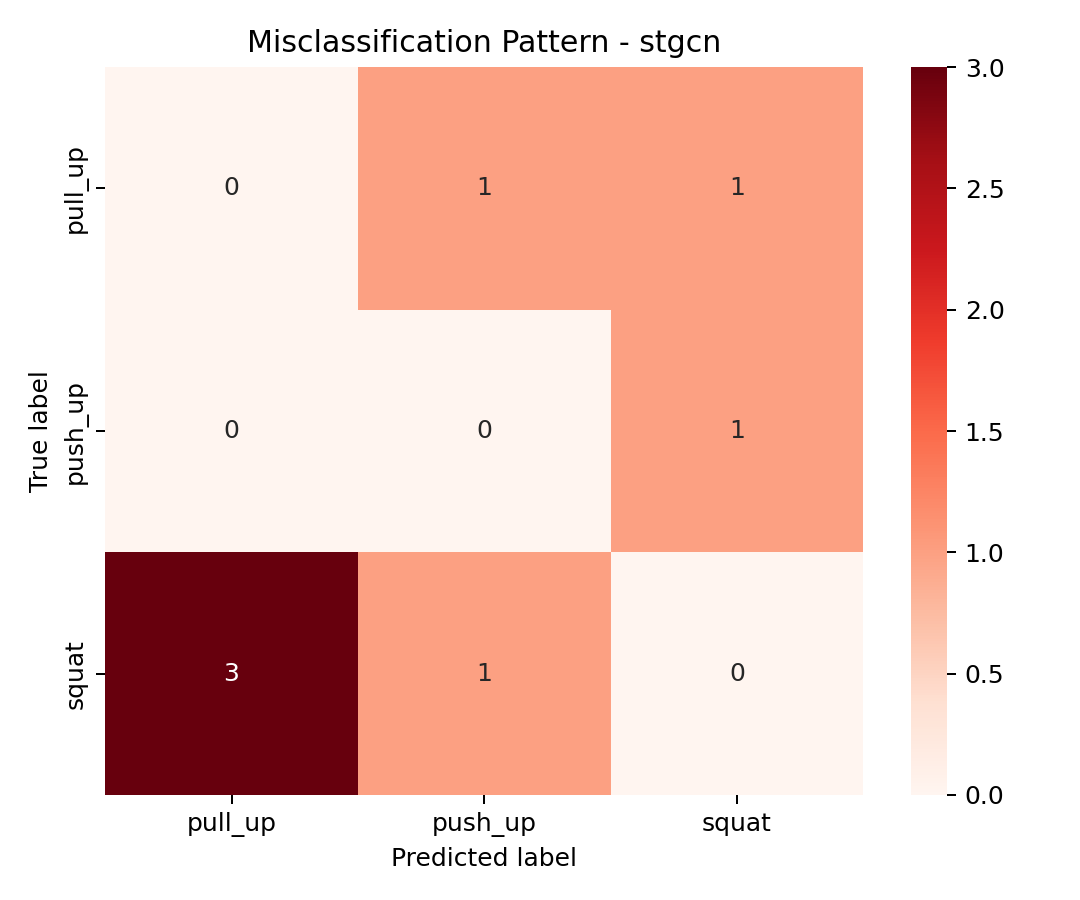 Misclassification Pattern - stgcn
True label
pull_up
0
1
1
push_up
0
0
1
squat
3
1
0
pull_up
push_up
squat
Predicted label
3.0
2.5
2.0
1.5
1.0
0.5
0.0